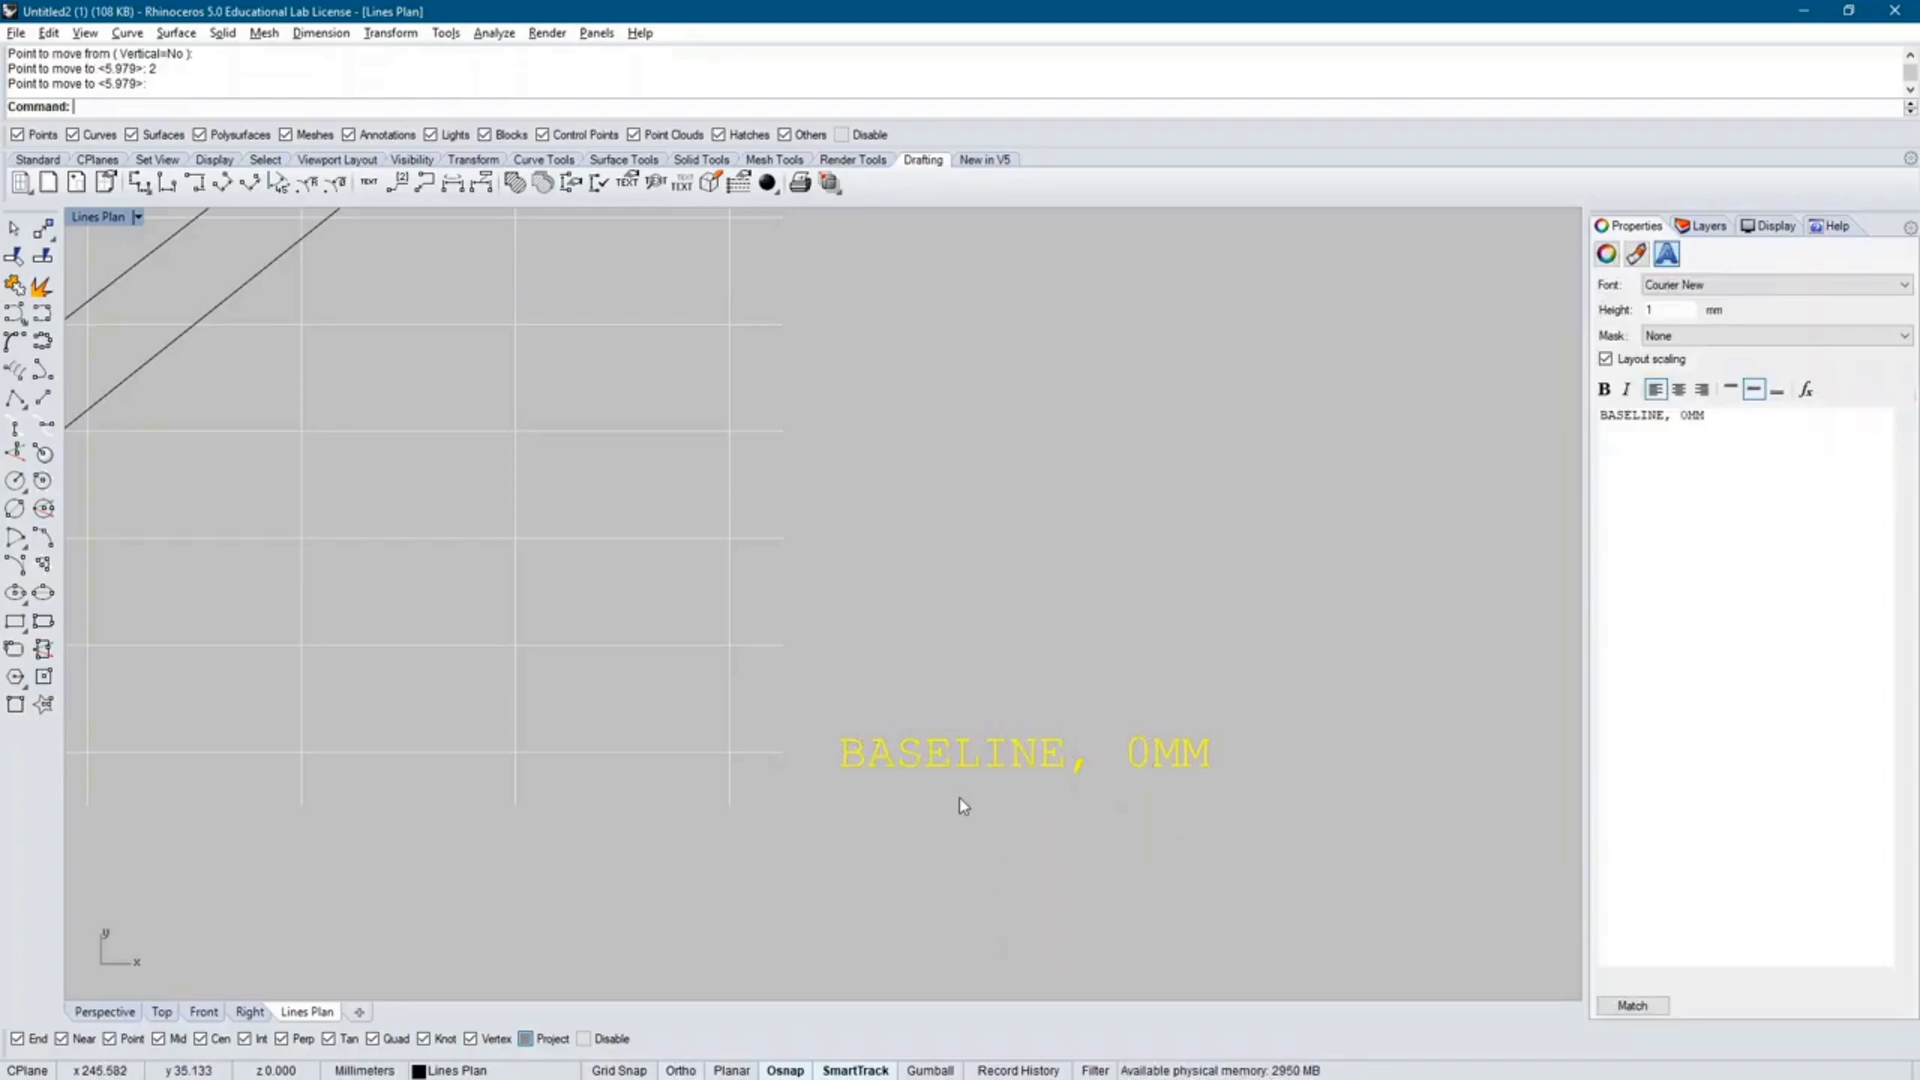 Untitled2 (1) (108 KB) - Rhinoceros 5.0 Educational Lab License - [Lines Plan]
File Edit View Curve Surface Solid Mesh Dimension Transform Tools Analyze Render Panels Help
Point to move from ( Vertical=No ):
Point to move to <5.979>: 2
Point to move to <5.979>:
Command:
Points Curves Surfaces Polysurfaces Meshes Annotations Lights Blocks Control Points Point Clouds Hatches Others Disable
Standard CPlanes Set View Display Select Viewport Layout Visibility Transform Curve Tools Surface Tools Solid Tools Mesh Tools Render Tools Drafting New in V5
Lines Plan
Properties Layers Display Help
Font: Courier New
Height: 1 mm
Mask: None
Layout scaling
B I
BASELINE, 0MM
BASELINE, 0MM
y
x
Match
Perspective Top Front Right Lines Plan
End Near Point Mid Cen Int Perp Tan Quad Knot Vertex Project Disable
CPlane x 245.582 y 35.133 z 0.000 Millimeters Lines Plan Grid Snap Ortho Planar Osnap SmartTrack Gumball Record History Filter Available physical memory: 2950 MB